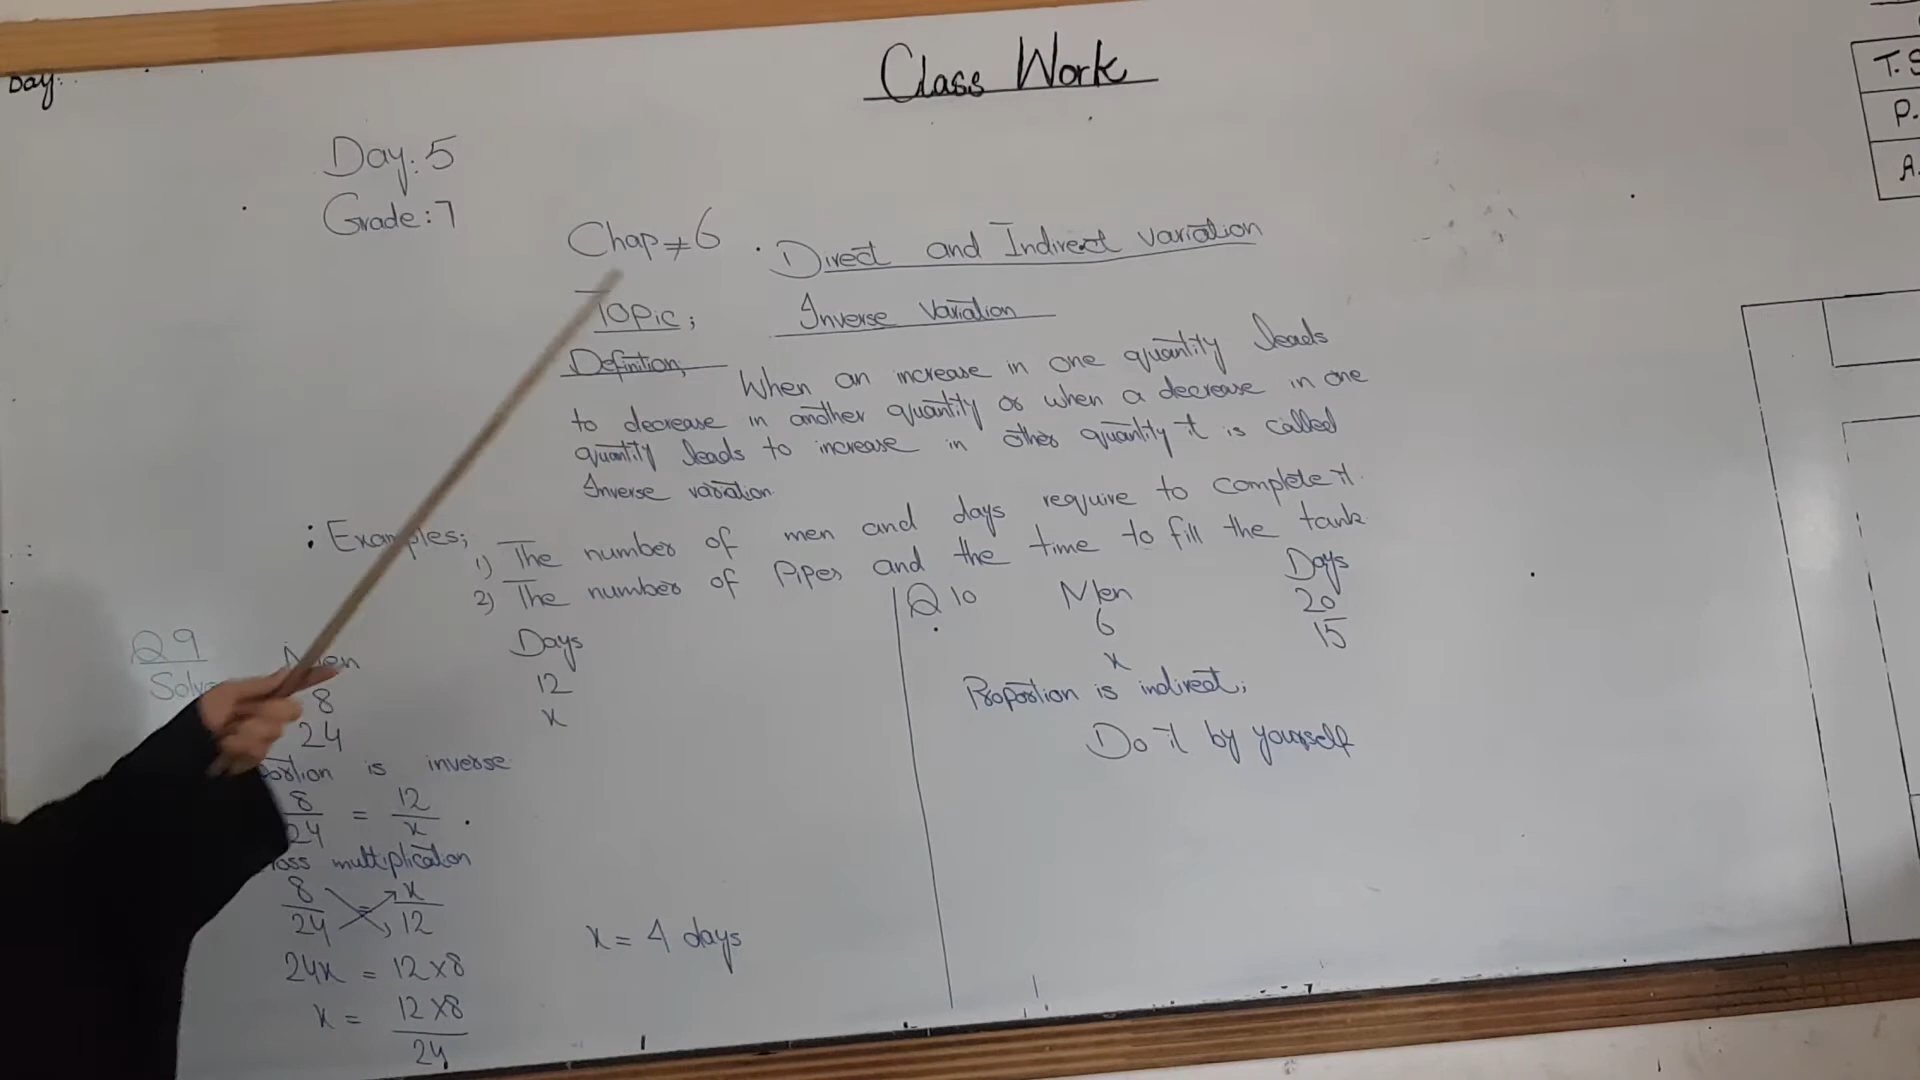 Class Work
Day:
T.S
P.
A.
Day: 5
Grade: 7
Chap ≠ 6
Direct and Indirect variation
Topic; Inverse variation
Definition; When an increase in one quantity leads
to decrease in another quantity or when a decrease in one
quantity leads to increase in other quantity it is called
Inverse variation
: Examples;
1) The number of men and days require to complete it.
2) The number of Pipes and the time to fill the tank
Q 9
Men Days
8 12
24 x
is inverse
8/24 = 12/x
multiplication
8/24 = x/12
24x = 12x8
x = 12x8/24
x = 4 days
Q 10 Men Days
6 20
x 15
Proportion is indirect;
Do it by yourself